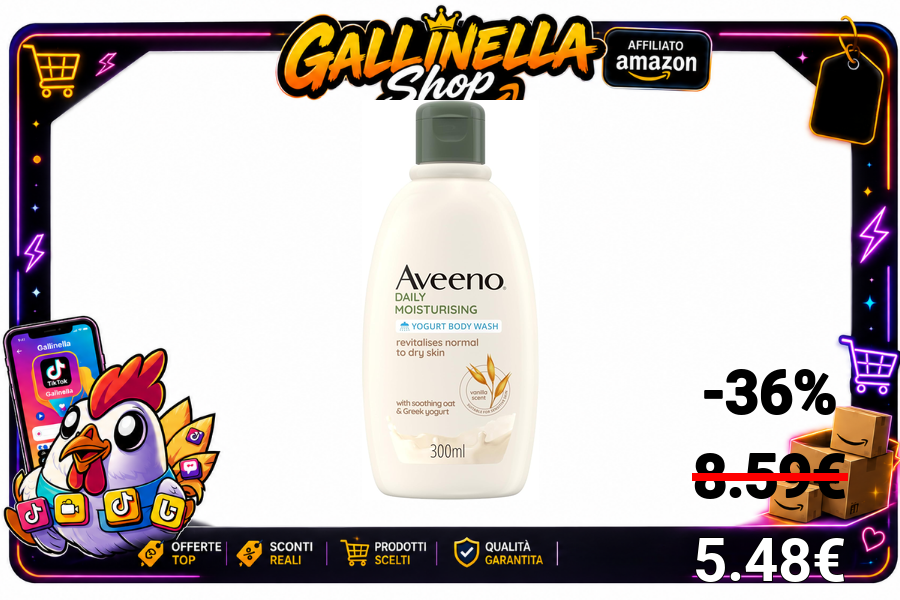 GALLINELLA
Shop
AFFILIATO
amazon
Aveeno®
DAILY
MOISTURISING
YOGURT BODY WASH
revitalises normal
to dry skin
vanilla
scent
with soothing oat
& Greek yogurt
300ml
Gallinella
TikTok
Gallinella
-36%
8.59€
5.48€
OFFERTE
TOP
SCONTI
REALI
PRODOTTI
SCELTI
QUALITÀ
GARANTITA